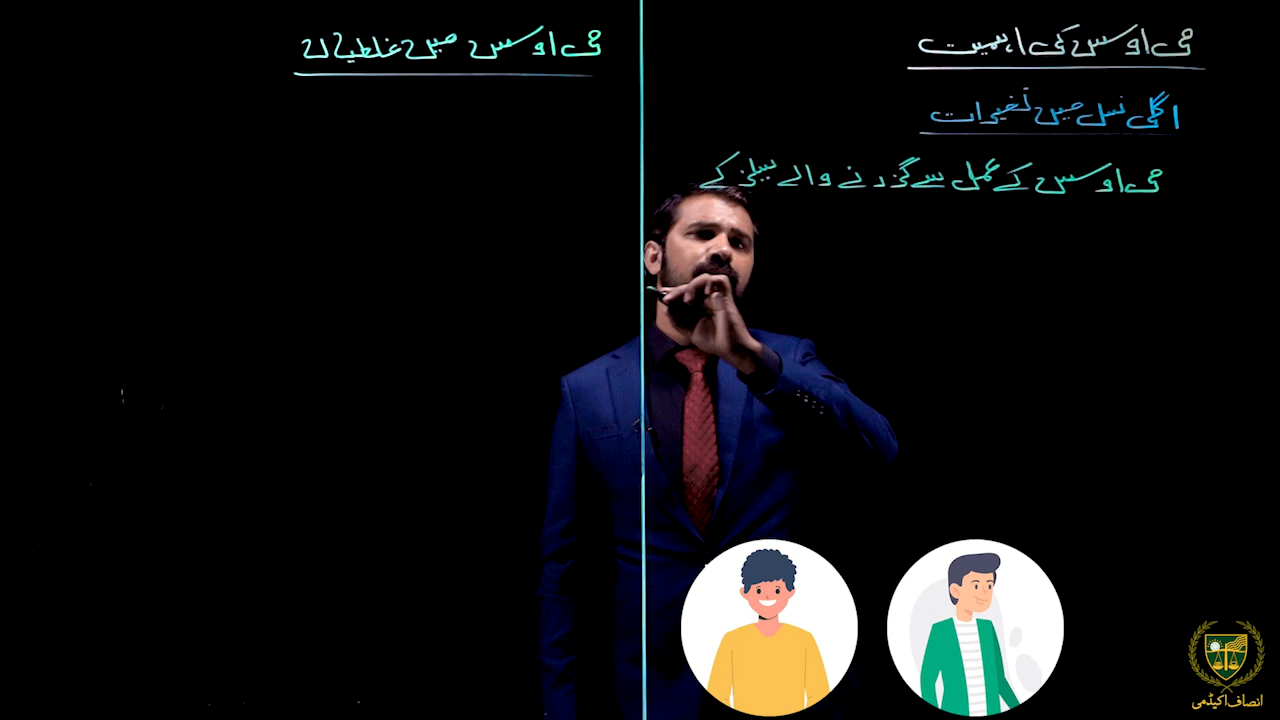 می اوسس کی اہمیت
اگلی نسل میں تغیرات
می اوسس کے عمل سے گزرنے والے سیلز کے
می اوسس میں غلطیاں
انصاف اکیڈمی